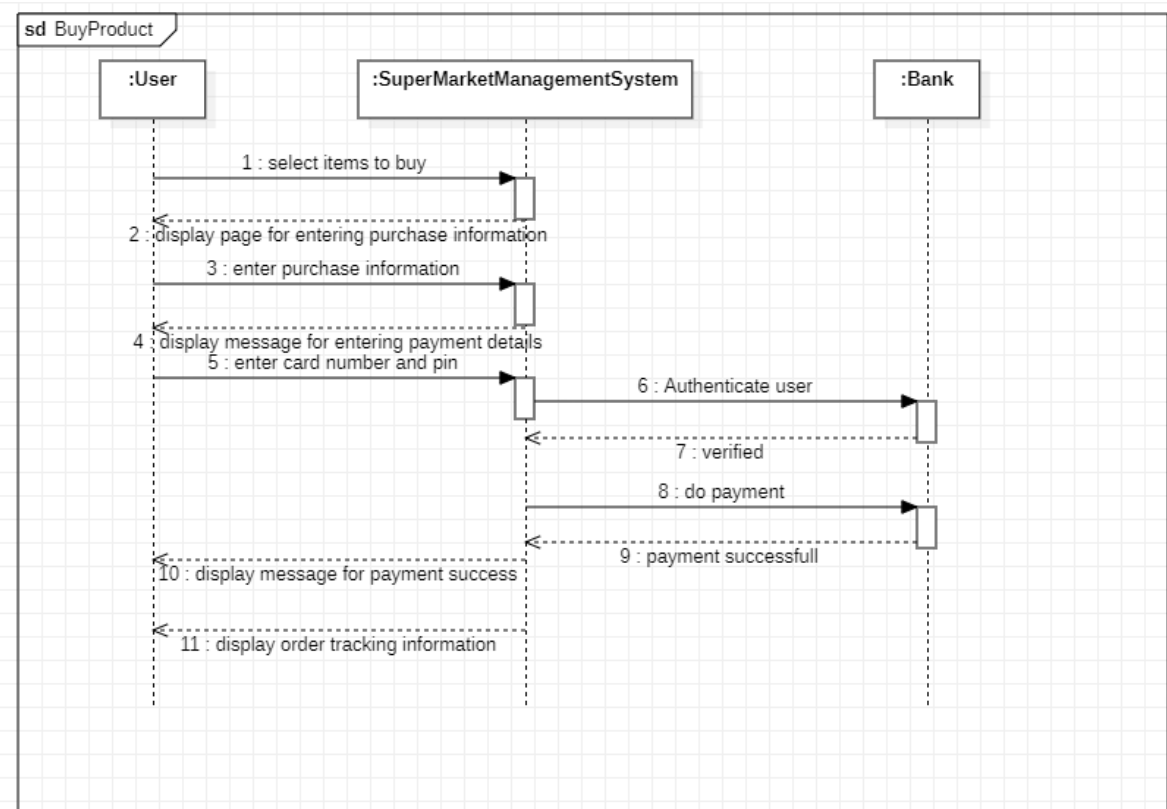 sd BuyProduct
:User
:SuperMarketManagementSystem
:Bank
1 : select items to buy
2 : display page for entering purchase information
3 : enter purchase information
4 : display message for entering payment details
5 : enter card number and pin
6 : Authenticate user
7 : verified
8 : do payment
9 : payment successfull
10 : display message for payment success
11 : display order tracking information